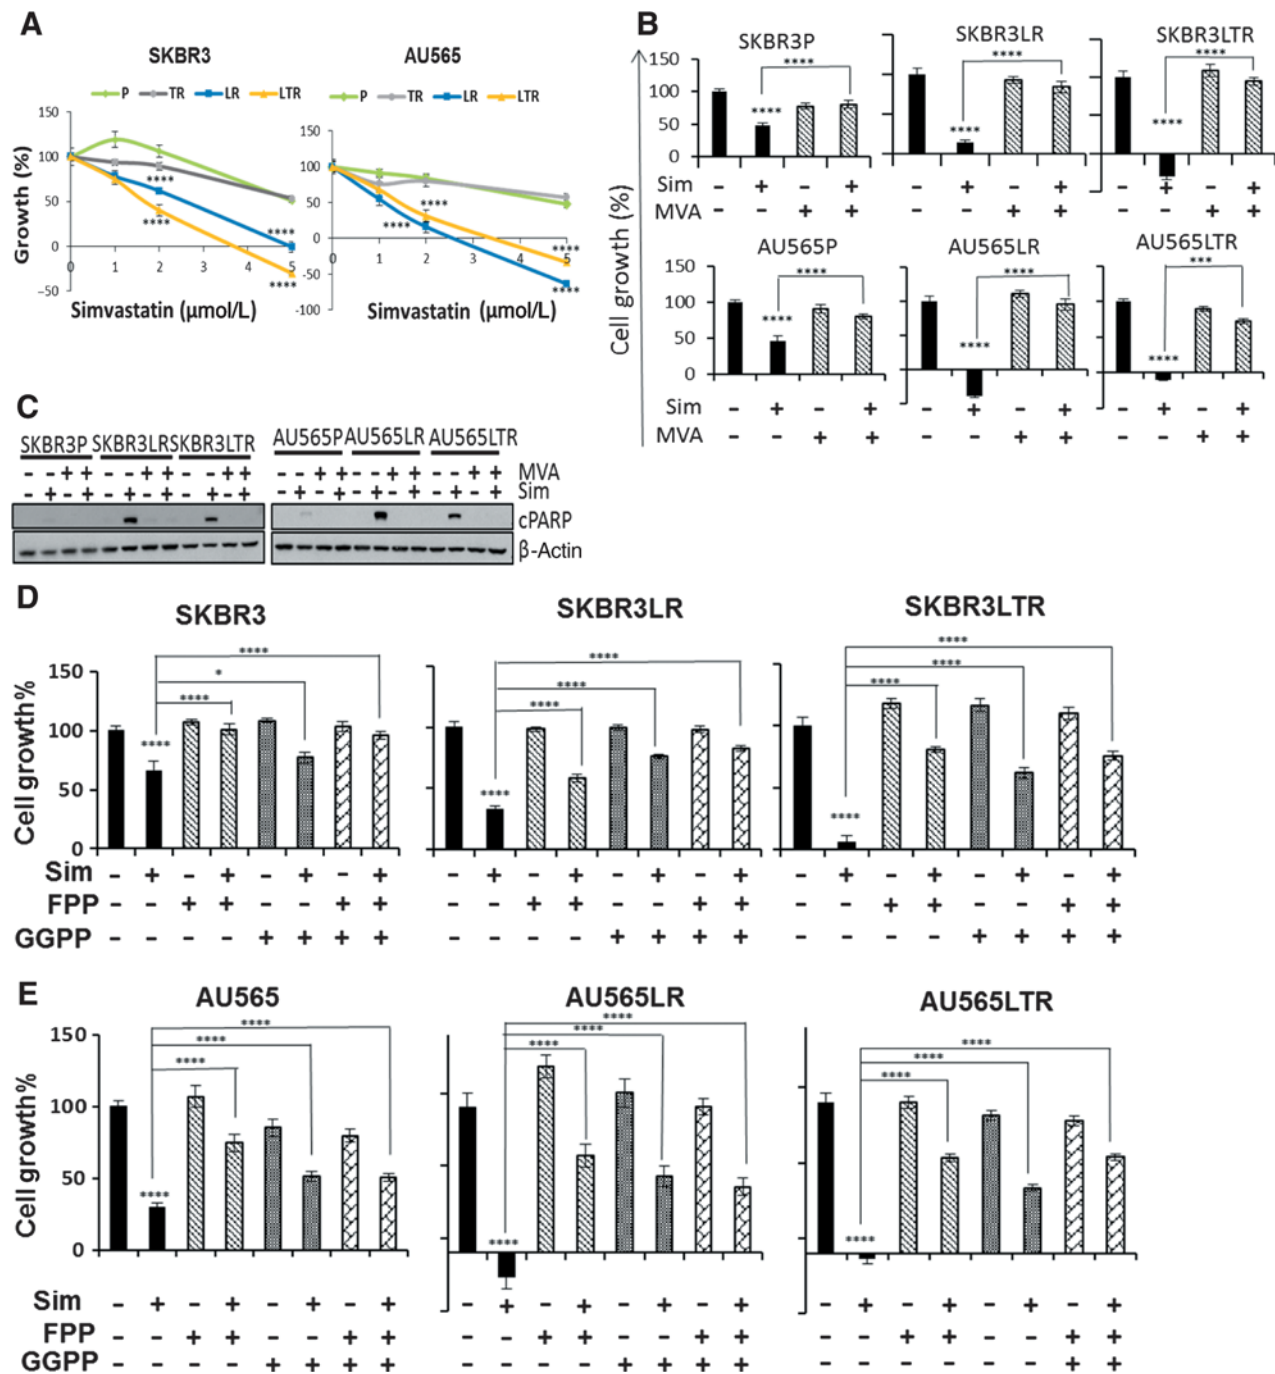 A
SKBR3
AU565
P TR LR LTR
P TR LR LTR
Growth (%)
150
100
50
0
−50
0 1 2 3 4 5
**** **** **** ****
Simvastatin (μmol/L)
150
100
50
0
-50
-100
0 1 2 3 4 5
**** **** **** ****
Simvastatin (μmol/L)
B
Cell growth (%)
SKBR3P
SKBR3LR
SKBR3LTR
150
100
50
0
**** ****
**** ****
**** ****
Sim - + - + - + - + - + - +
MVA - - + + - - + + - - + +
AU565P
AU565LR
AU565LTR
150
100
50
0
**** ****
**** ****
**** ***
Sim - + - + - + - + - + - +
MVA - - + + - - + + - - + +
C
SKBR3P SKBR3LR SKBR3LTR AU565P AU565LR AU565LTR
- - + + - - + + - - + + - - + + - - + + - - + + MVA
- + - + - + - + - + - + - + - + - + - + - + - + Sim
cPARP
β-Actin
D
SKBR3
SKBR3LR
SKBR3LTR
Cell growth%
150
100
50
0
**** **** * ****
**** **** **** ****
**** **** **** ****
Sim - + - + - + - + - + - + - + - + - + - + - + - +
FPP - - + + - - + + - - + + - - + + - - + + - - + +
GGPP - - - - + + + + - - - - + + + + - - - - + + + +
E
AU565
AU565LR
AU565LTR
Cell growth%
150
100
50
0
**** **** **** ****
**** **** **** ****
**** **** **** ****
Sim - + - + - + - + - + - + - + - + - + - + - + - +
FPP - - + + - - + + - - + + - - + + - - + + - - + +
GGPP - - - - + + + + - - - - + + + + - - - - - - + +